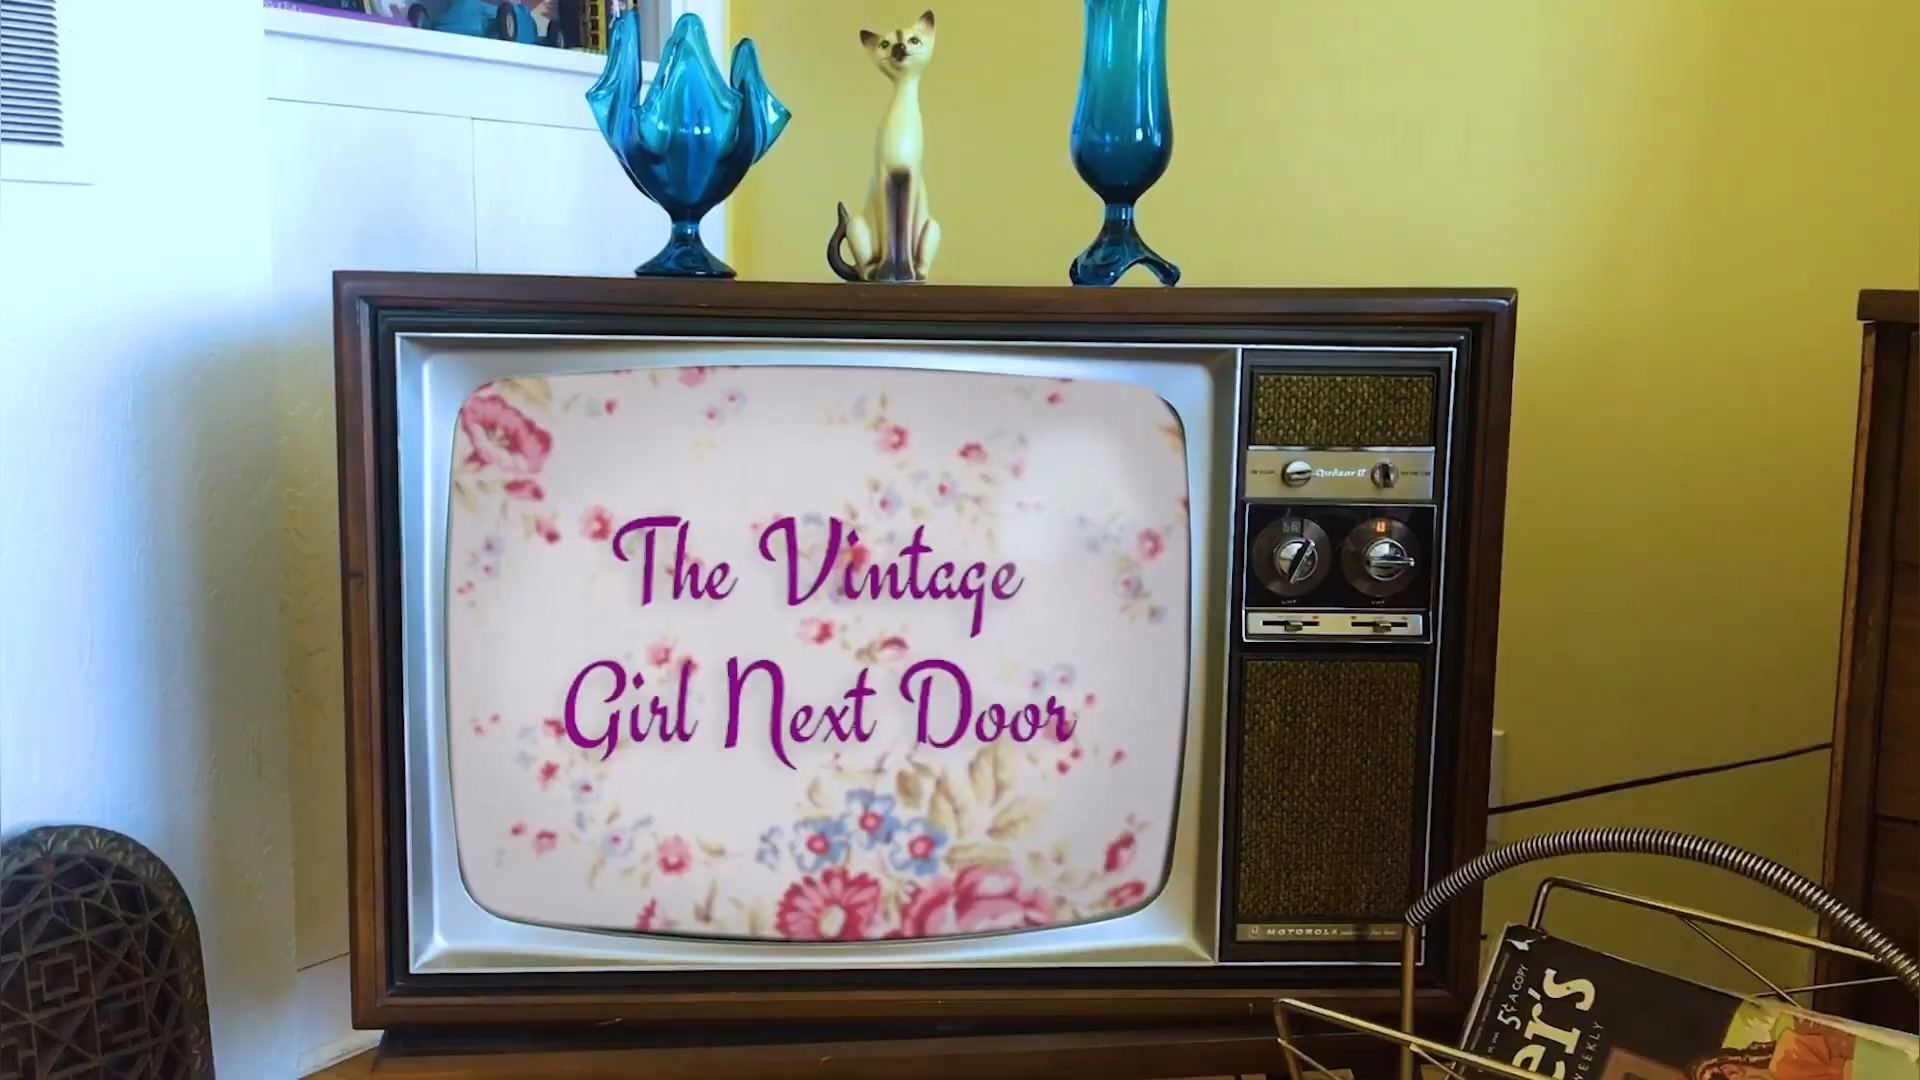 The Vintage
Girl Next Door
Quasar II
MOTOROLA
5¢ A COPY
er's
WEEKLY